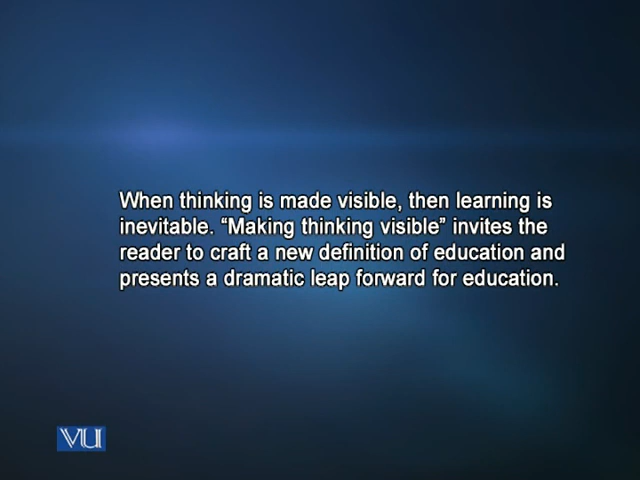 When thinking is made visible, then learning is
inevitable. “Making thinking visible” invites the
reader to craft a new definition of education and
presents a dramatic leap forward for education.
VU